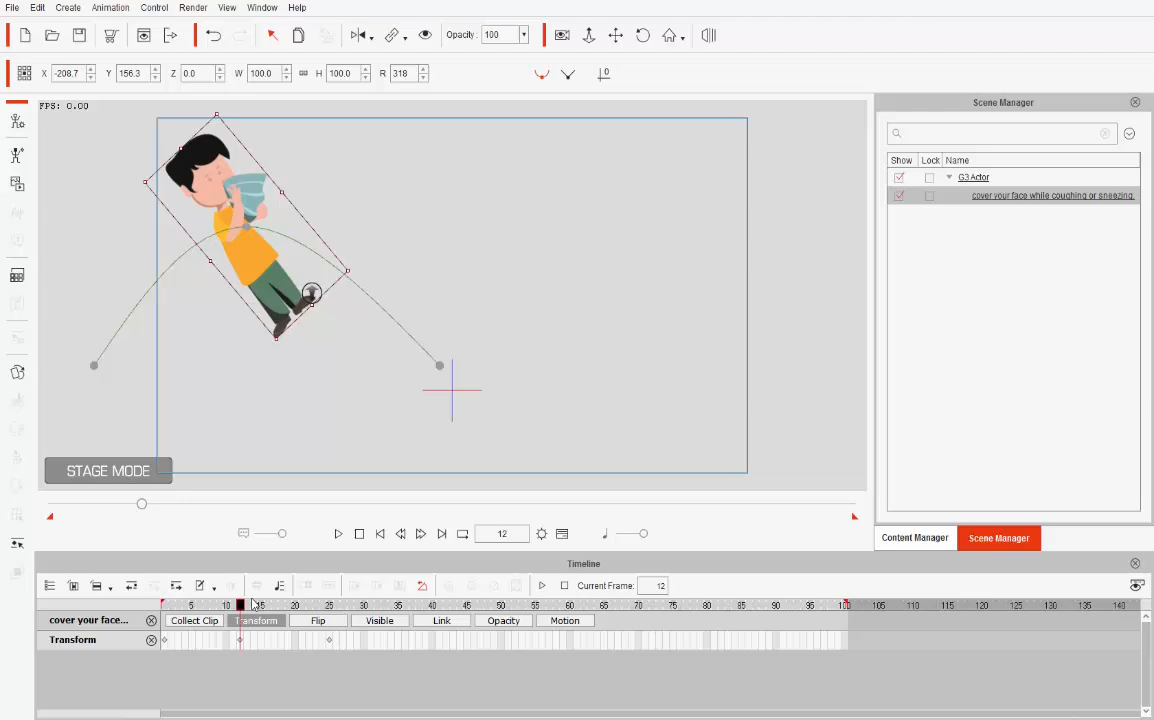 File Edit Create Animation Control Render View Window Help
Opacity : 100
X -208.7 Y 156.3 Z 0.0 W 100.0 H 100.0 R 318
FPS: 0.00
Scene Manager
Show Lock Name
G3 Actor
cover your face while coughing or sneezing.
STAGE MODE
12
Content Manager Scene Manager
Timeline
Current Frame: 12
5 10 15 20 25 30 35 40 45 50 55 60 65 70 75 80 85 90 95 100 105 110 115 120 125 130 135 140
cover your face... Collect Clip Transform Flip Visible Link Opacity Motion
Transform